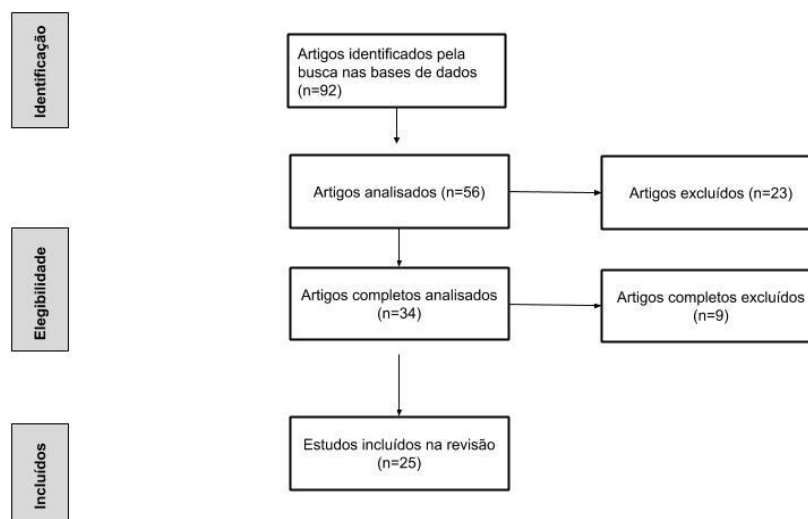 Identificação
Artigos identificados pela
busca nas bases de dados
(n=92)
Artigos analisados (n=56)
Artigos excluídos (n=23)
Elegibilidade
Artigos completos analisados
(n=34)
Artigos completos excluídos
(n=9)
Incluídos
Estudos incluídos na revisão
(n=25)